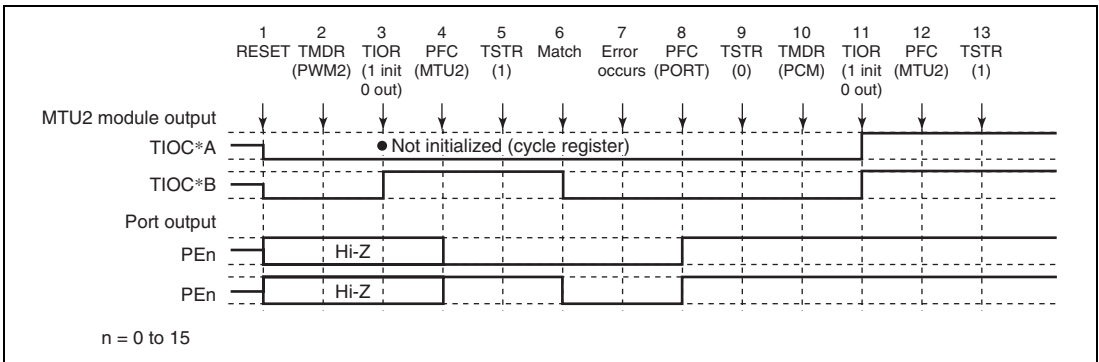 1 2 3 4 5 6 7 8 9 10 11 12 13
RESET TMDR TIOR PFC TSTR Match Error PFC TSTR TMDR TIOR PFC TSTR
(PWM2) (1 init (MTU2) (1) occurs (PORT) (0) (PCM) (1 init (MTU2) (1)
0 out) 0 out)
MTU2 module output
TIOC*A ● Not initialized (cycle register)
TIOC*B
Port output
PEn Hi-Z
PEn Hi-Z
n = 0 to 15